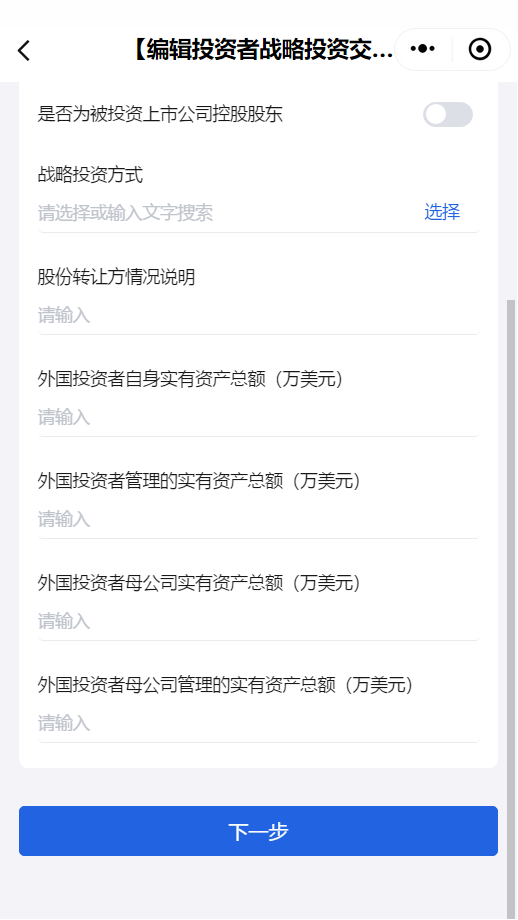 【编辑投资者战略投资交...
是否为被投资上市公司控股股东
战略投资方式
请选择或输入文字搜索 选择
股份转让方情况说明
请输入
外国投资者自身实有资产总额（万美元）
请输入
外国投资者管理的实有资产总额（万美元）
请输入
外国投资者母公司实有资产总额（万美元）
请输入
外国投资者母公司管理的实有资产总额（万美元）
请输入
下一步